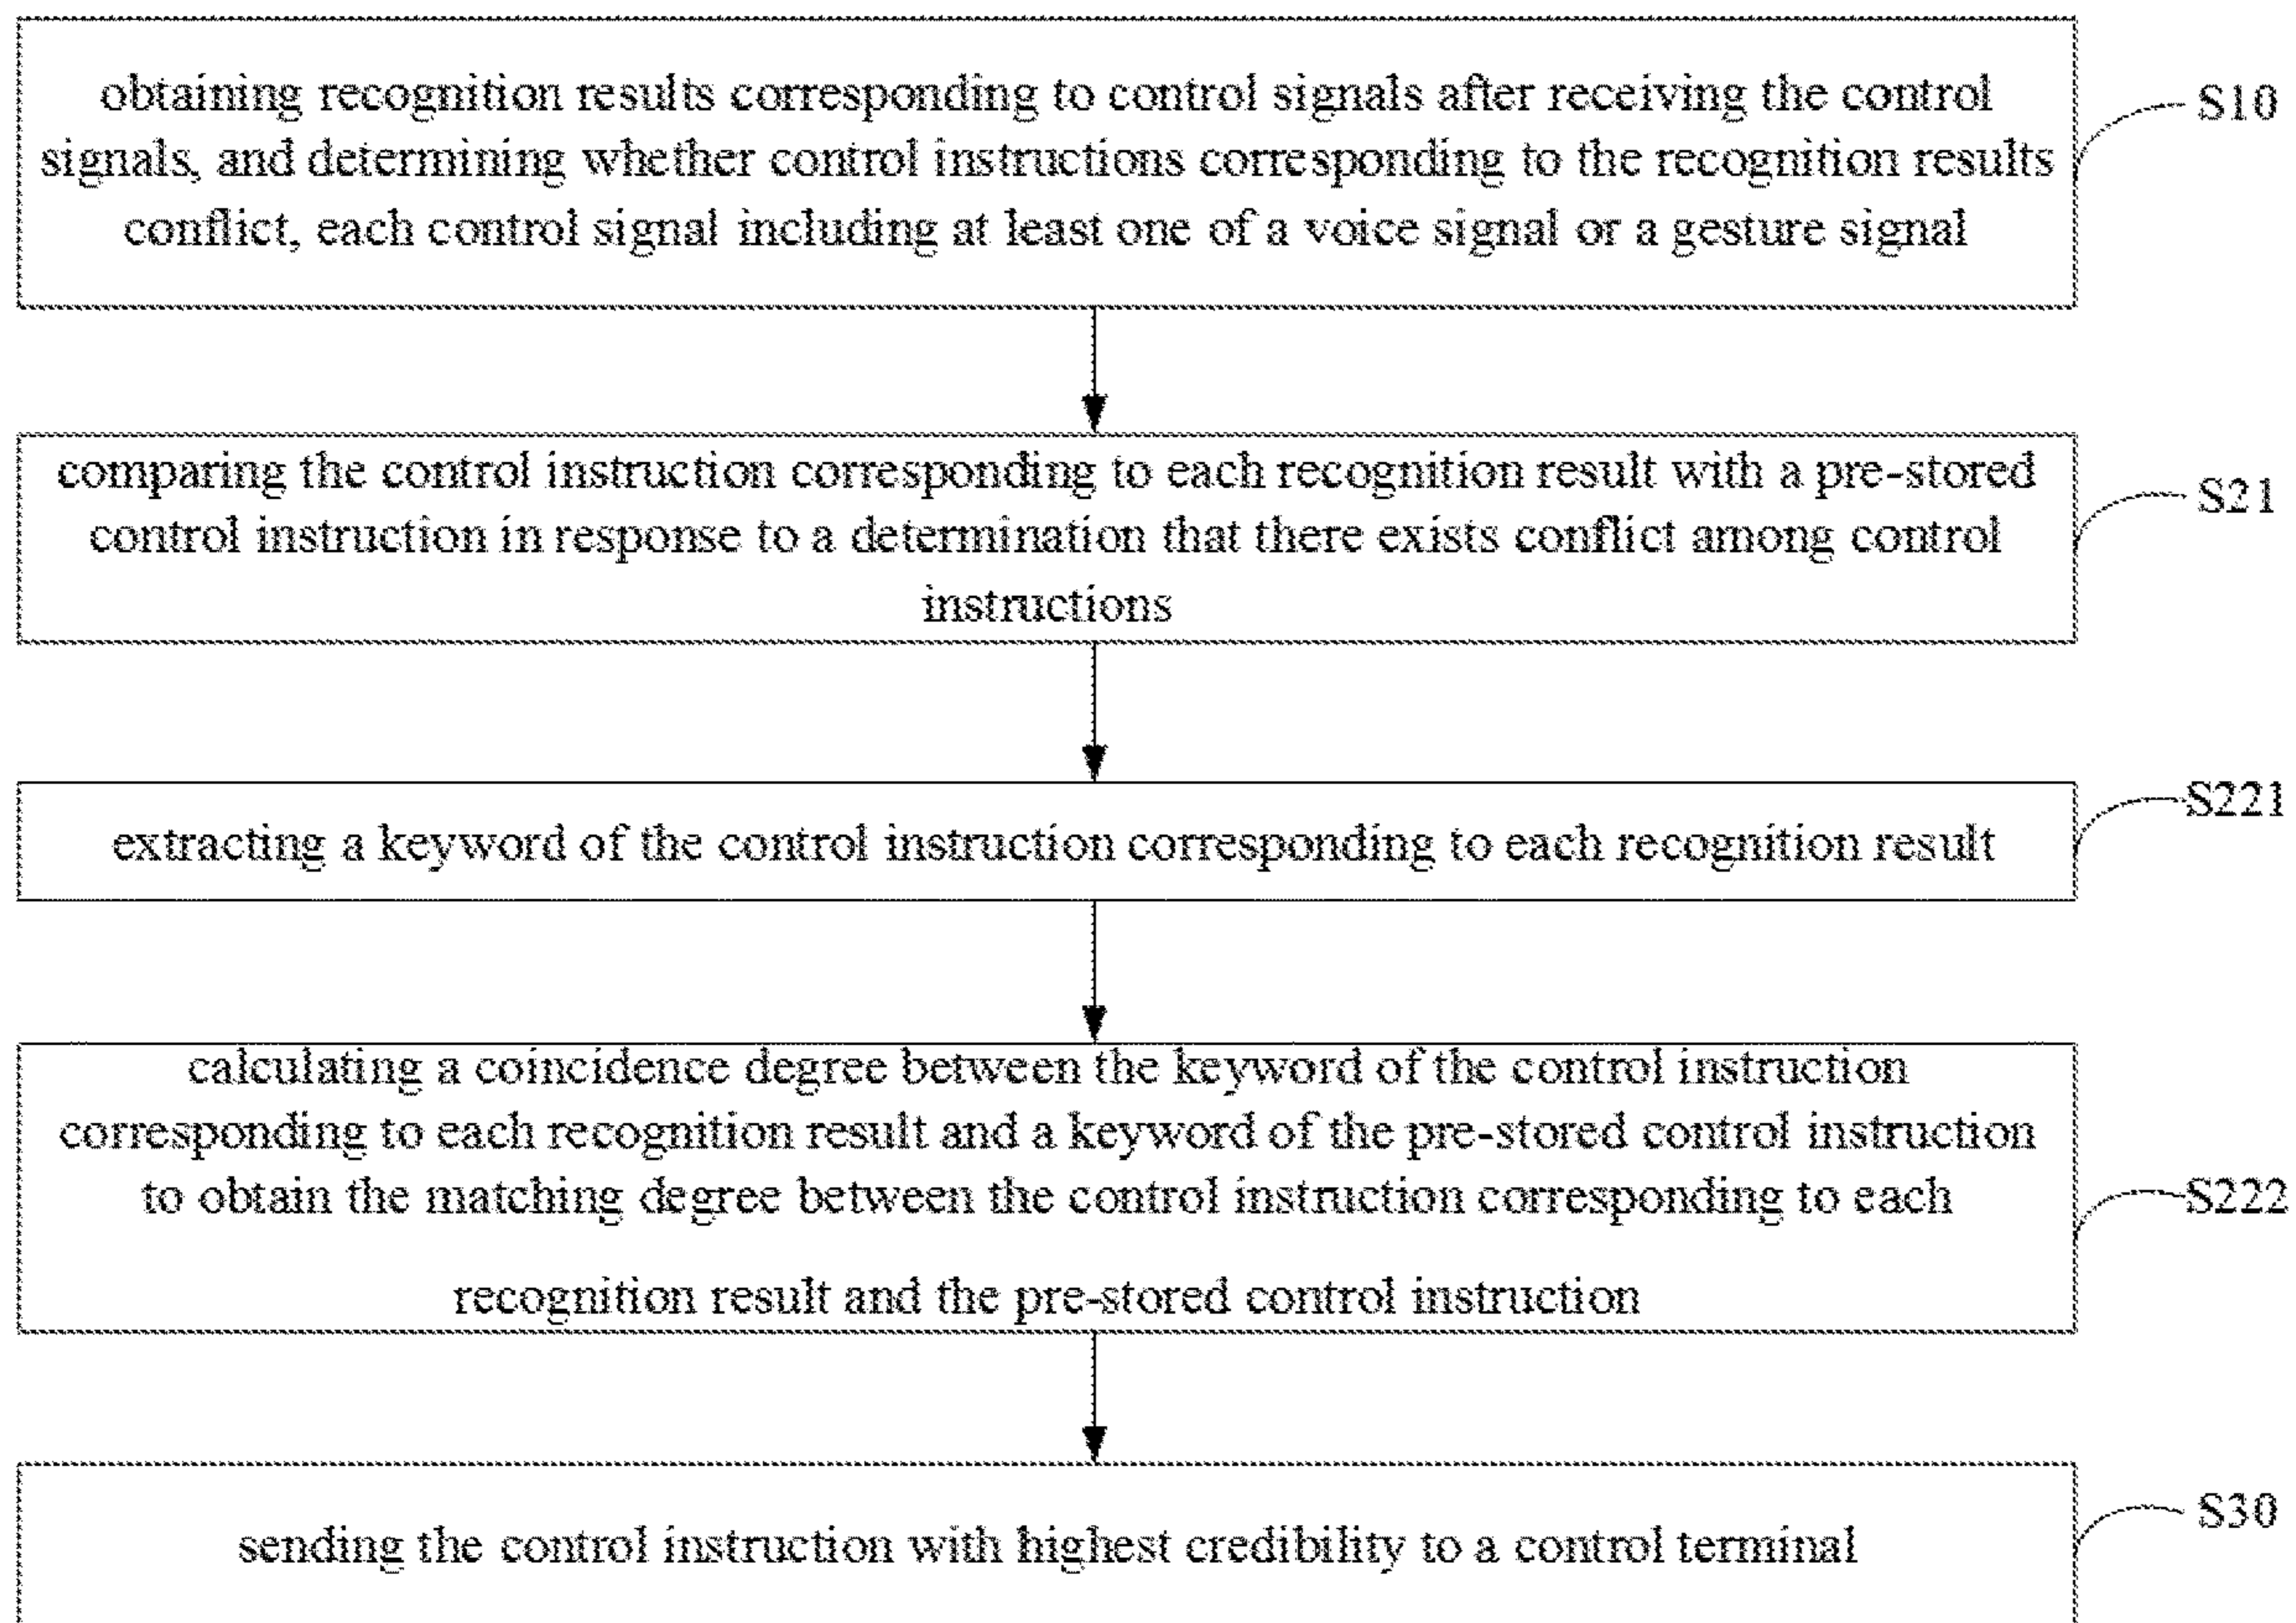 obtaining recognition results corresponding to control signals after receiving the control
signals, and determining whether control instructions corresponding to the recognition results
conflict, each control signal including at least one of a voice signal or a gesture signal
S10
comparing the control instruction corresponding to each recognition result with a pre-stored
control instruction in response to a determination that there exists conflict among control
instructions
S21
extracting a keyword of the control instruction corresponding to each recognition result
S221
calculating a coincidence degree between the keyword of the control instruction
corresponding to each recognition result and a keyword of the pre-stored control instruction
to obtain the matching degree between the control instruction corresponding to each
recognition result and the pre-stored control instruction
S222
sending the control instruction with highest credibility to a control terminal
S30